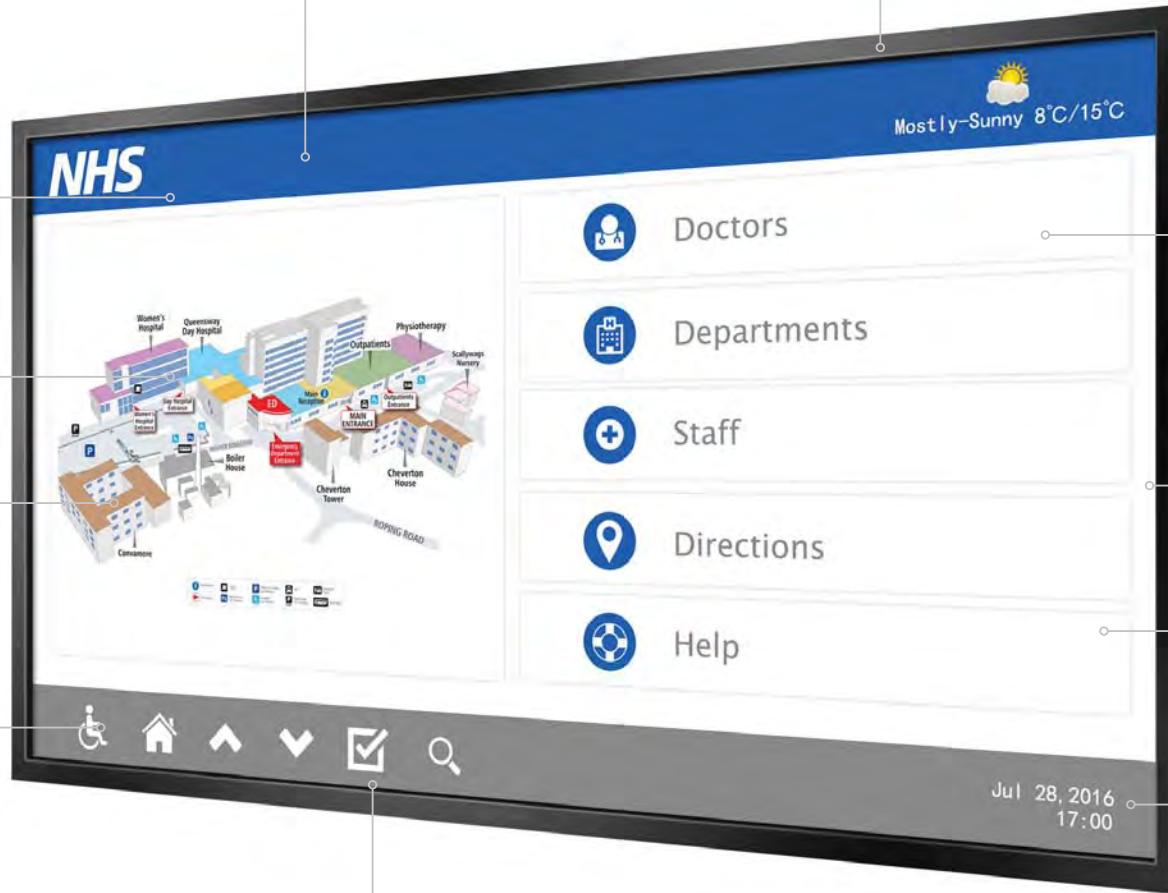 NHS
Mostly-Sunny 8°C/15°C
Women's
Hospital
Queensway
Day Hospital
Outpatients
Physiotherapy
Scallywags
Nursery
Day Hospital
Entrance
Women's
Hospital
Entrance
ED
Main
Reception
MAIN
ENTRANCE
Outpatients
Entrance
Emergency
Department
Entrance
P
P
Boiler
House
Cheverton
Tower
Cheverton
House
ROPING ROAD
Convamore
Doctors
Departments
Staff
Directions
Help
Jul 28,2016
17:00